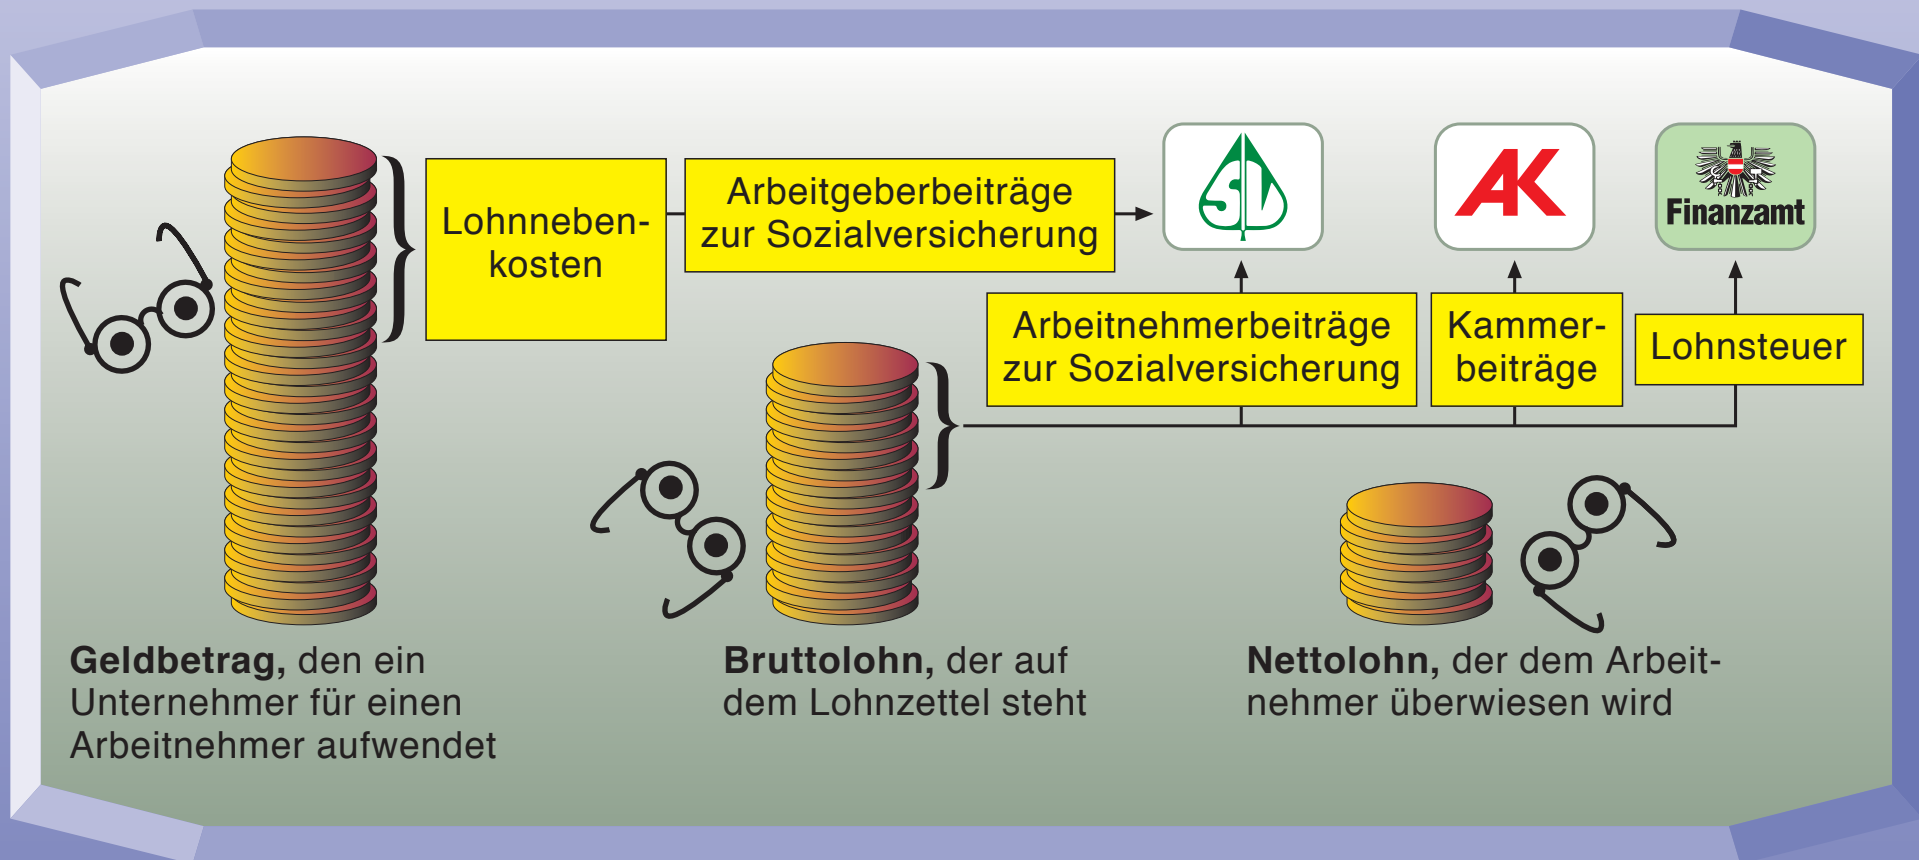 Lohnneben-
kosten
Arbeitgeberbeiträge
zur Sozialversicherung
SV
AK
Finanzamt
Arbeitnehmerbeiträge
zur Sozialversicherung
Kammer-
beiträge
Lohnsteuer
Geldbetrag, den ein
Unternehmer für einen
Arbeitnehmer aufwendet
Bruttolohn, der auf
dem Lohnzettel steht
Nettolohn, der dem Arbeit-
nehmer überwiesen wird